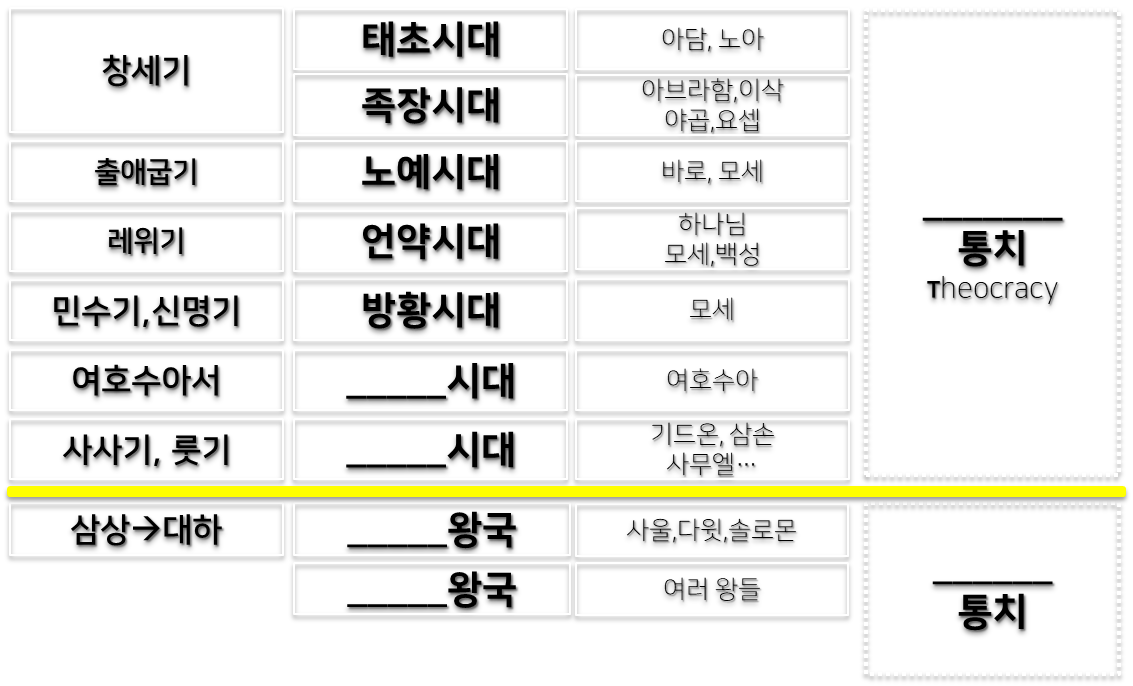 창세기
태초시대
아담, 노아
족장시대
아브라함,이삭
야곱,요셉
출애굽기
노예시대
바로, 모세
레위기
언약시대
하나님
모세,백성
민수기,신명기
방황시대
모세
여호수아서
_____시대
여호수아
사사기, 룻기
_____시대
기드온, 삼손
사무엘…
_______
통치
Theocracy
삼상→대하
_____왕국
사울,다윗,솔로몬
_____왕국
여러 왕들
______
통치